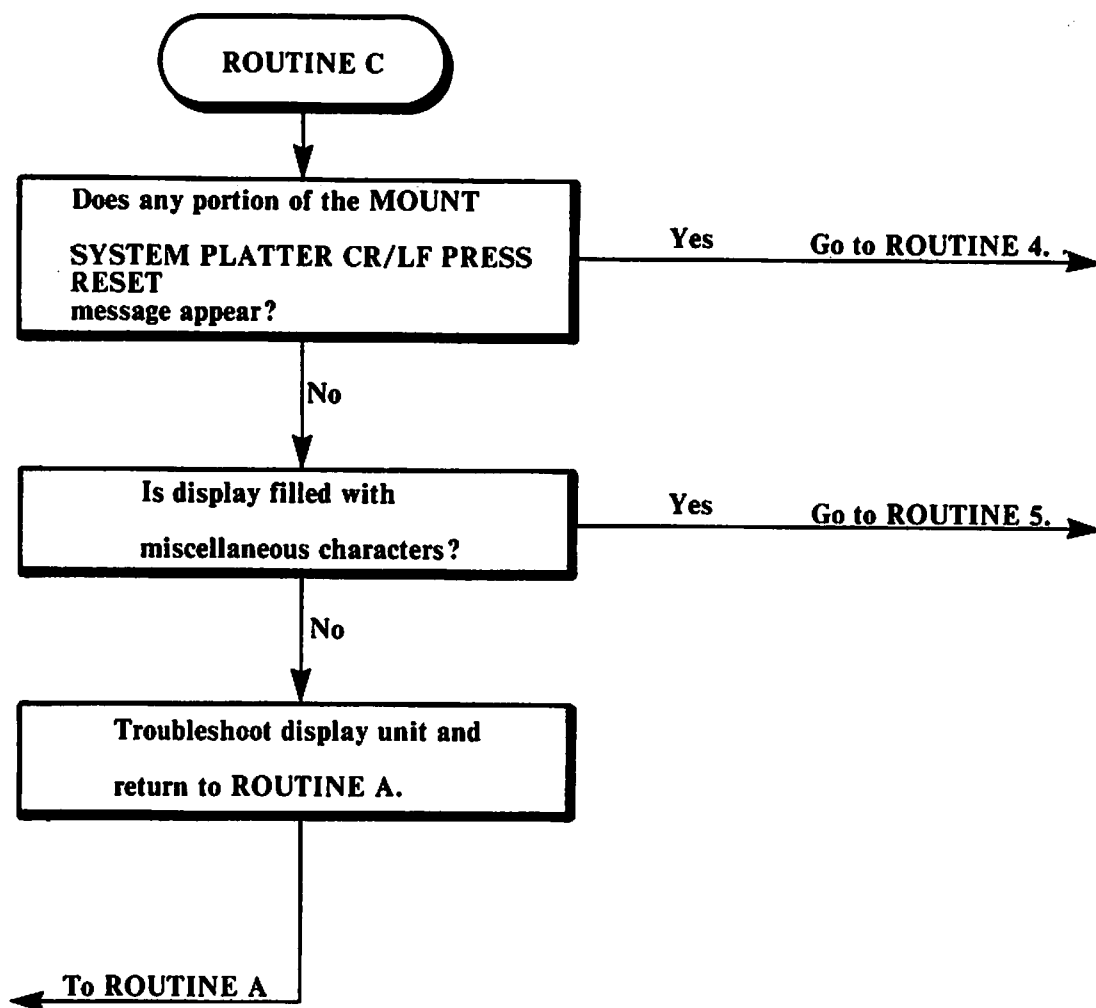 ROUTINE C
Does any portion of the MOUNT
SYSTEM PLATTER CR/LF PRESS
RESET
message appear?
Yes
Go to ROUTINE 4.
No
Is display filled with
miscellaneous characters?
Yes
Go to ROUTINE 5.
No
Troubleshoot display unit and
return to ROUTINE A.
To ROUTINE A